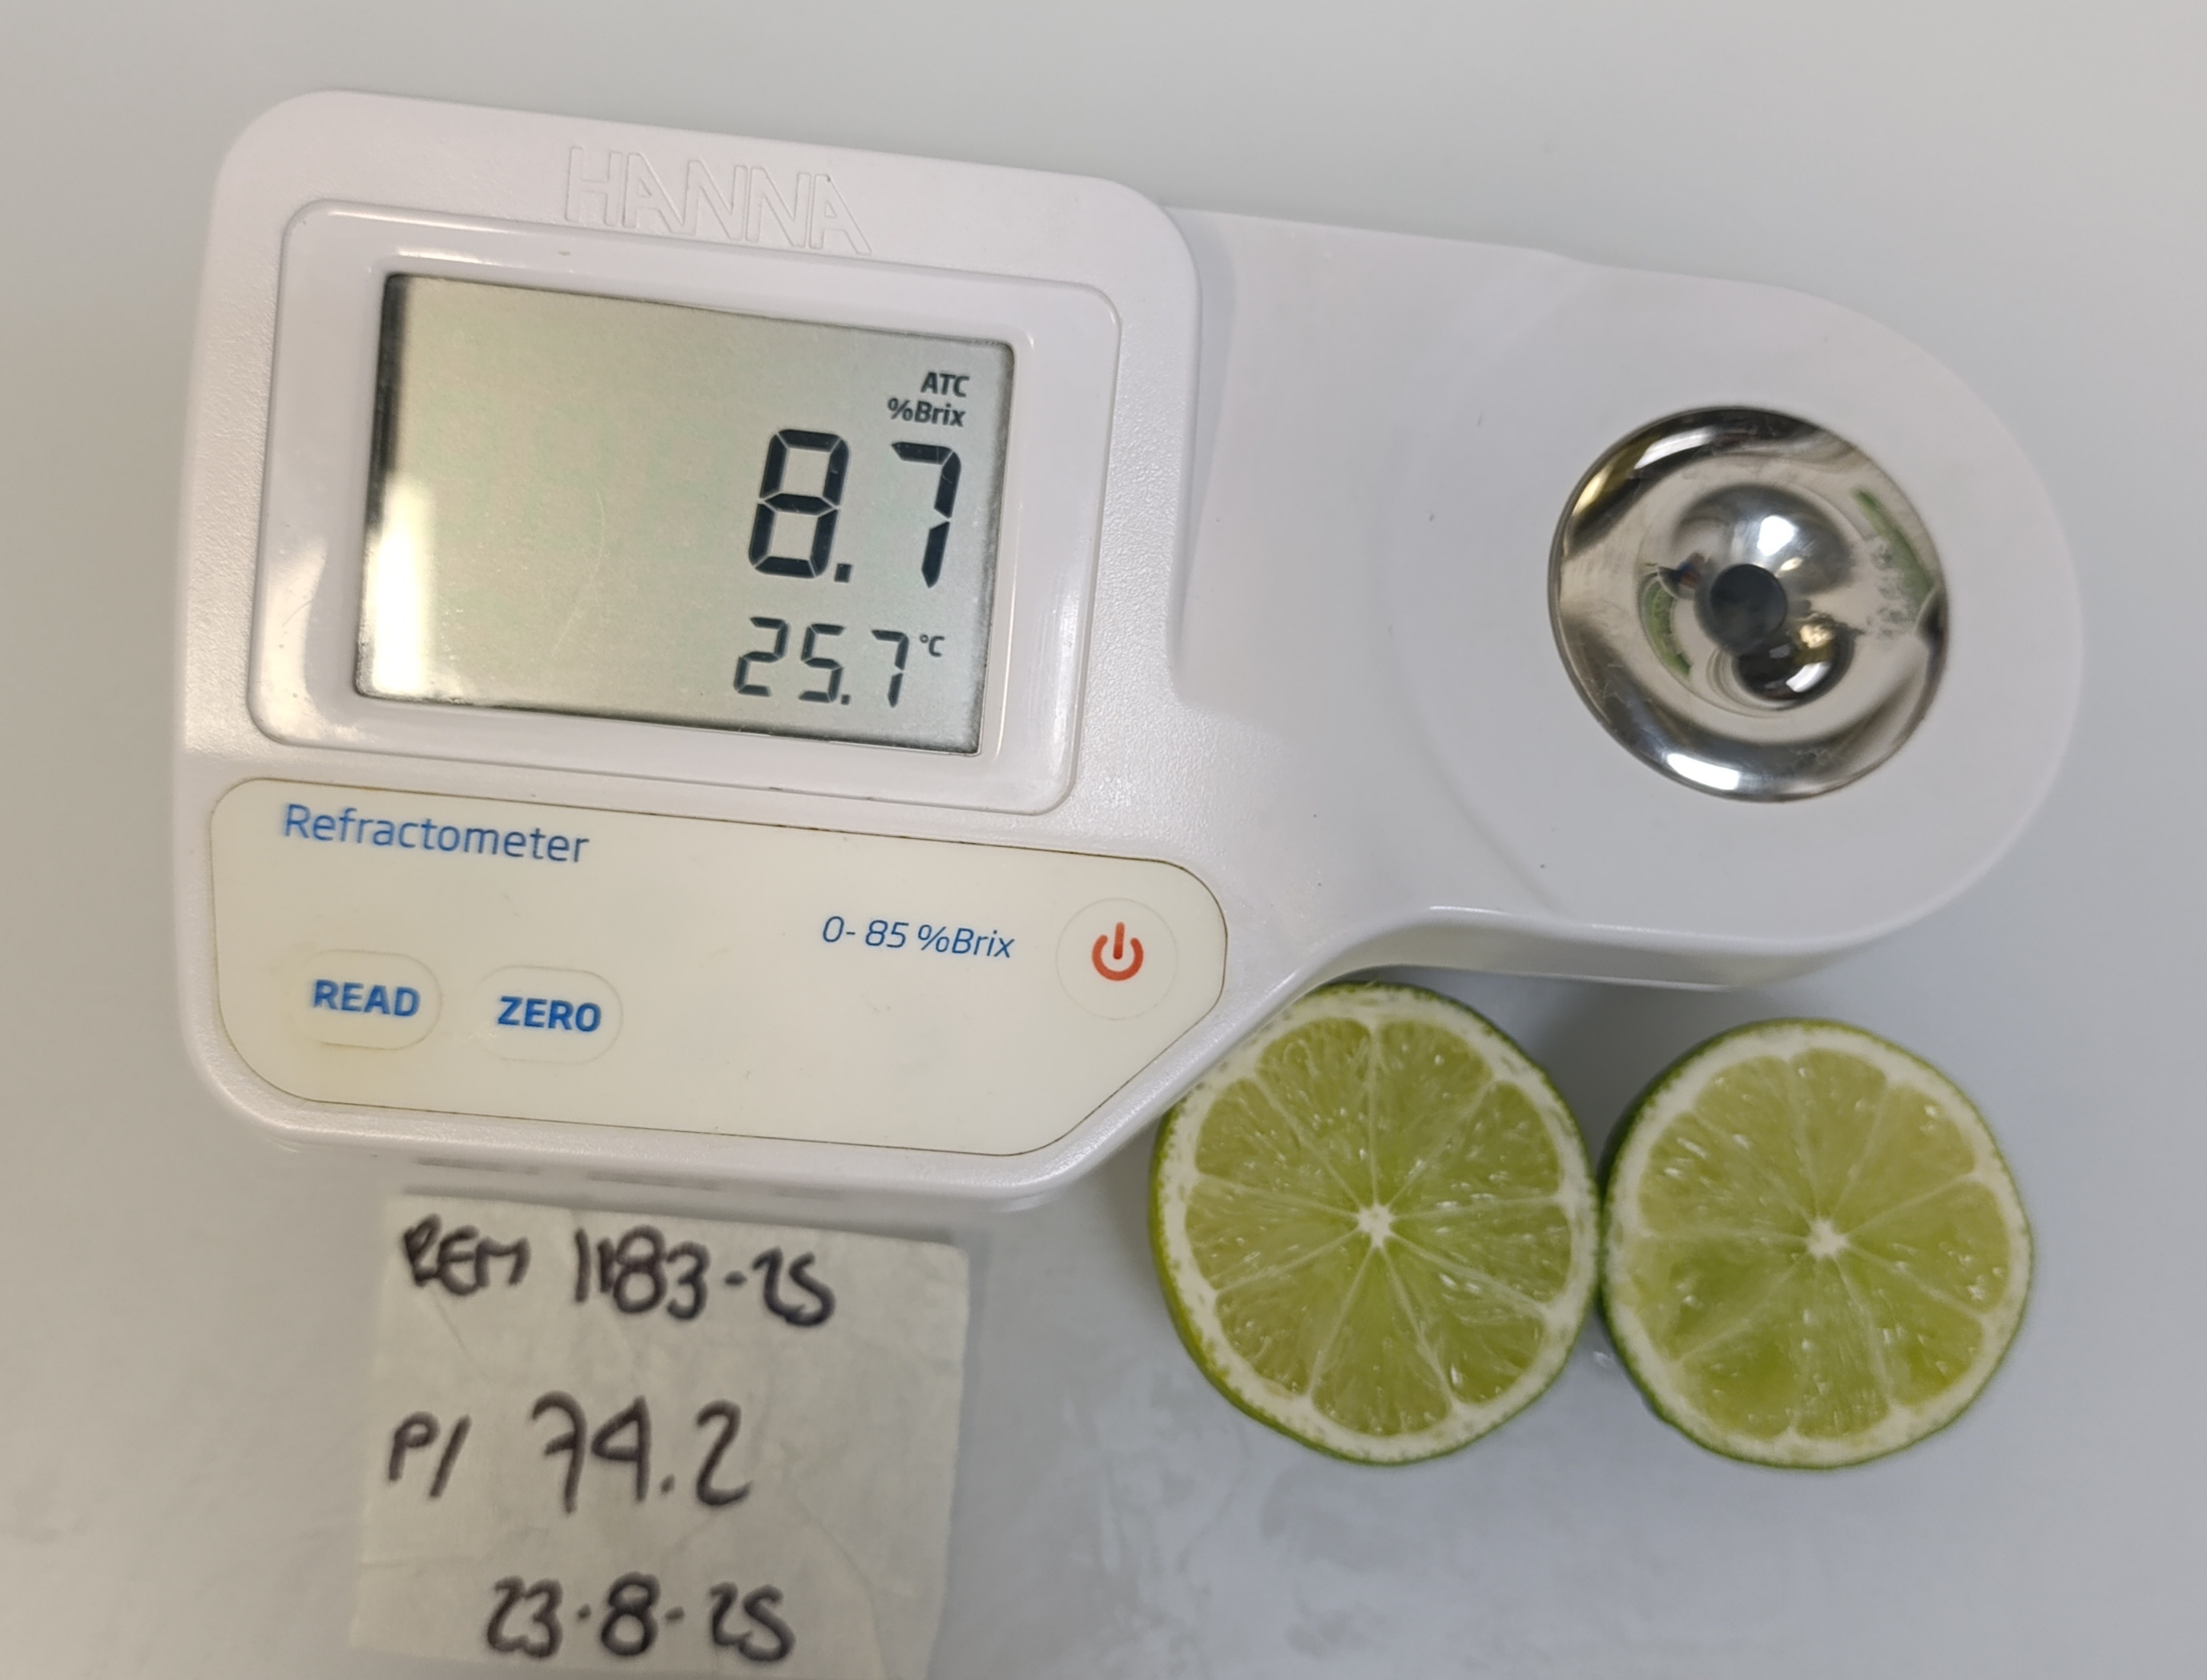 HANNA
ATC
%Brix
8.7
25.7 °C
Refractometer
0-85 %Brix
READ ZERO
REM 1183-25
P/ 74.2
23-8-25